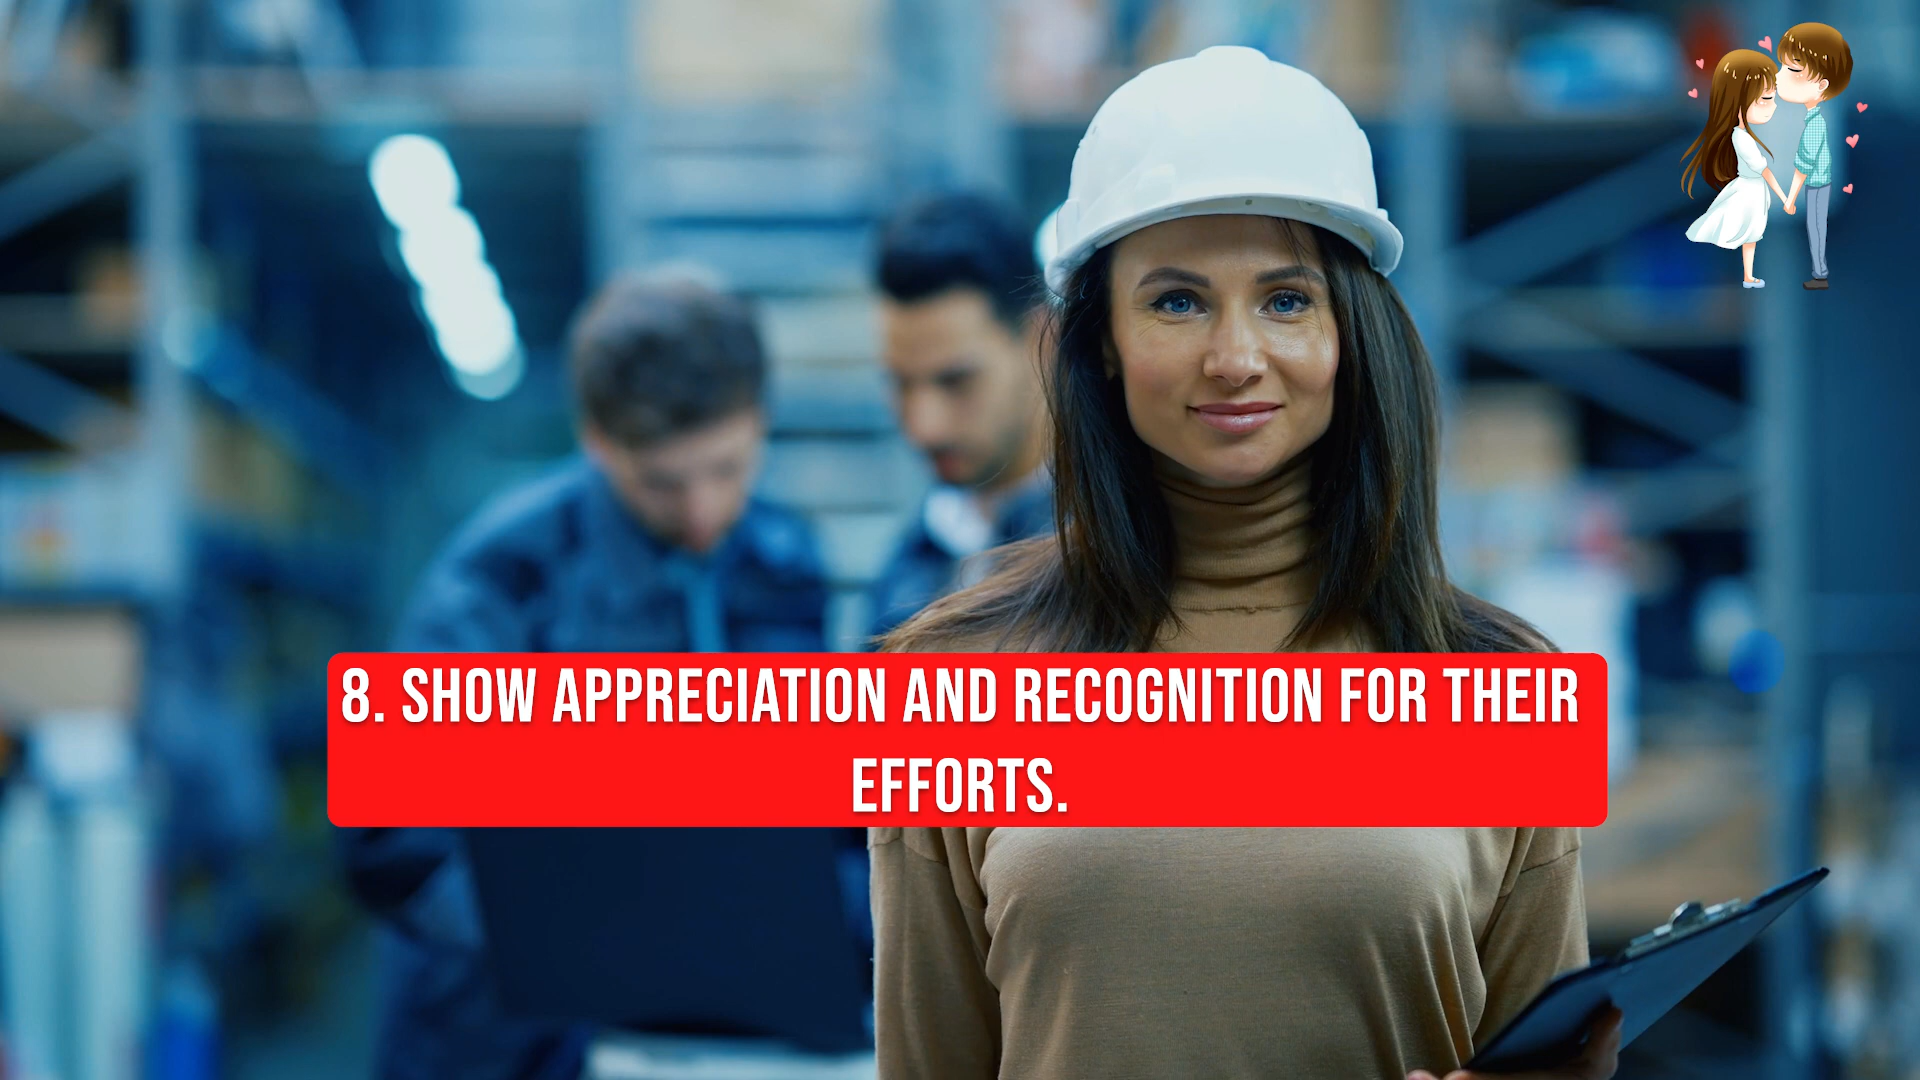 8. SHOW APPRECIATION AND RECOGNITION FOR THEIR
EFFORTS.